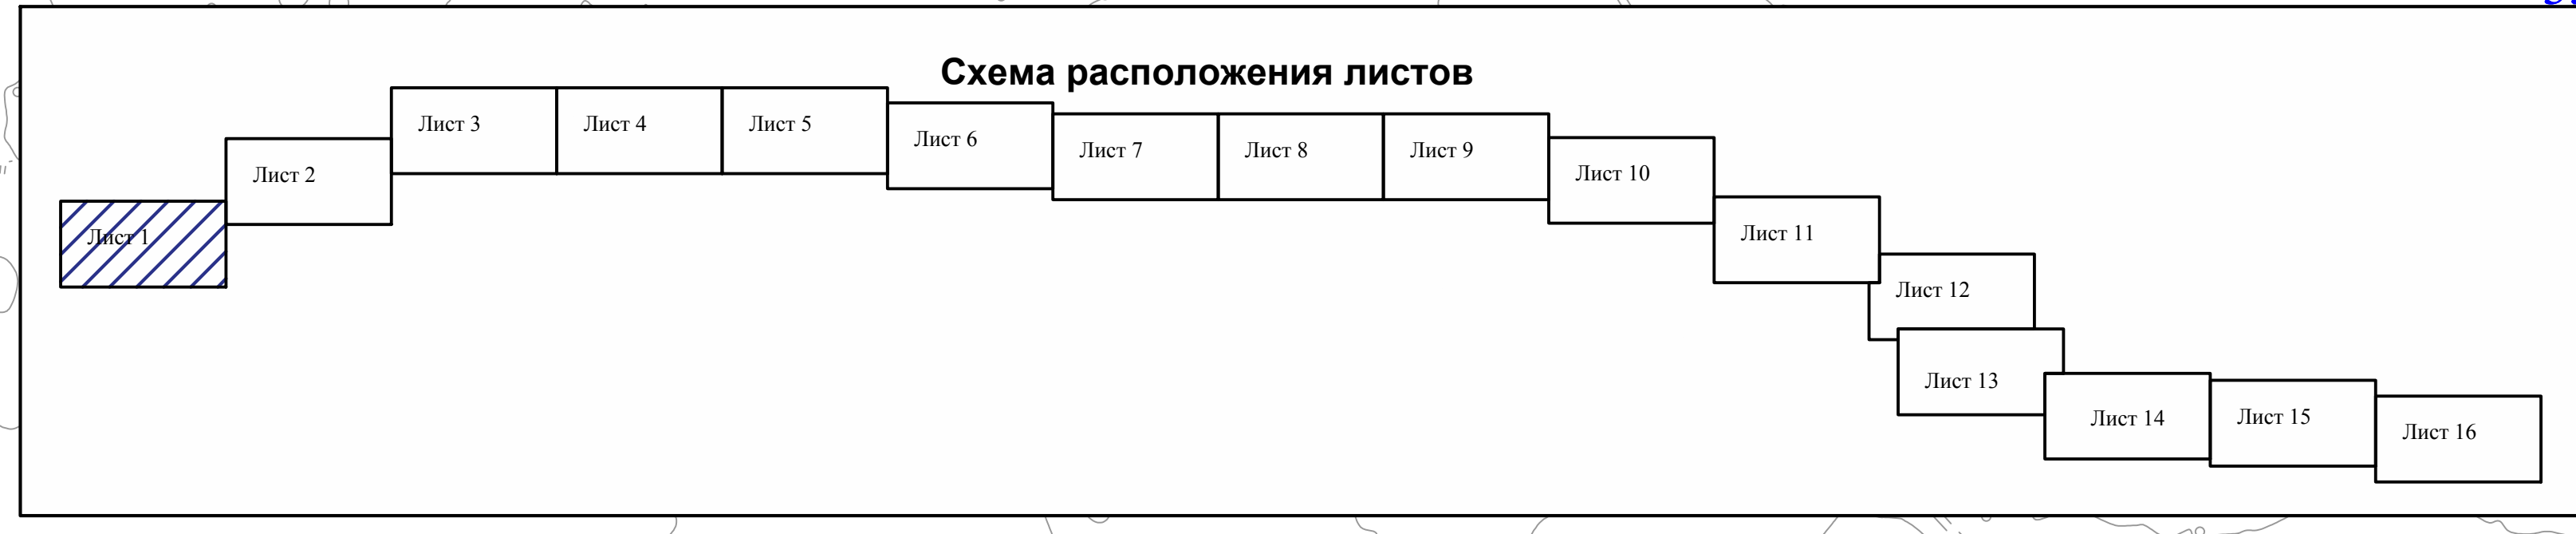 Схема расположения листов
Лист 1
Лист 2
Лист 3
Лист 4
Лист 5
Лист 6
Лист 7
Лист 8
Лист 9
Лист 10
Лист 11
Лист 12
Лист 13
Лист 14
Лист 15
Лист 16